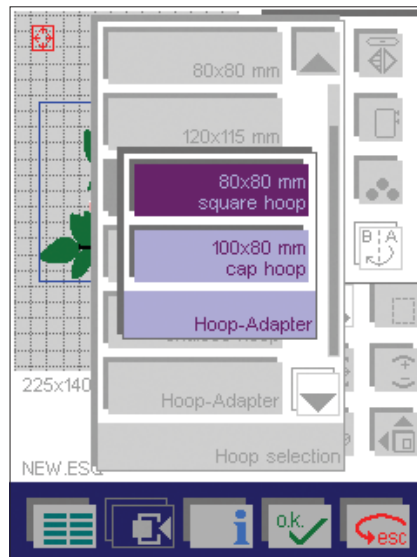 80x80 mm
120x115 mm
80x80 mm
square hoop
100x80 mm
cap hoop
Hoop-Adapter
B A
225x140
Hoop-Adapter
Hoop selection
NEW.ES
i
o.k.
esc